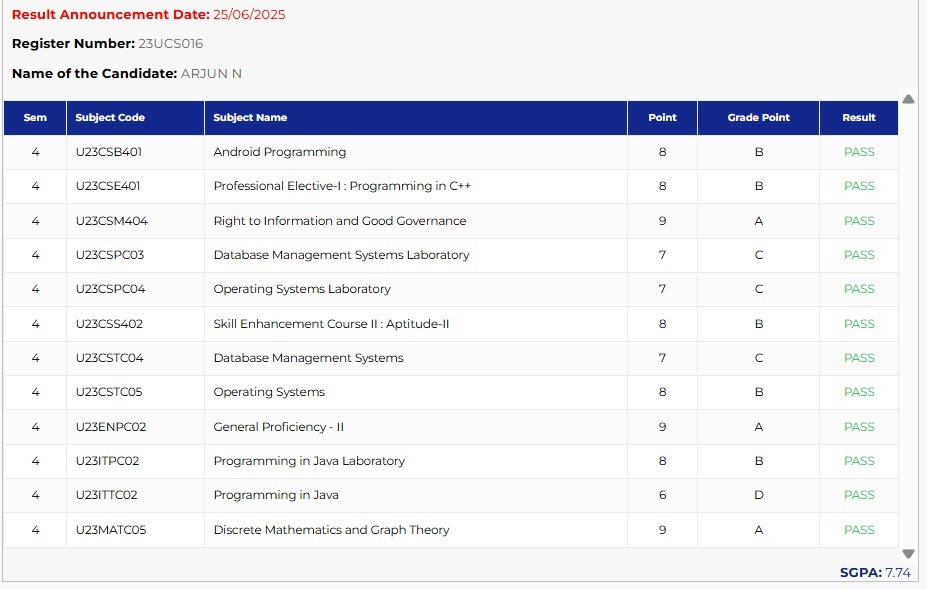 Result Announcement Date: 25/06/2025
Register Number: 23UCS016
Name of the Candidate: ARJUN N
Sem Subject Code Subject Name Point Grade Point Result
4 U23CSB401 Android Programming 8 B PASS
4 U23CSE401 Professional Elective-I : Programming in C++ 8 B PASS
4 U23CSM404 Right to Information and Good Governance 9 A PASS
4 U23CSPC03 Database Management Systems Laboratory 7 C PASS
4 U23CSPC04 Operating Systems Laboratory 7 C PASS
4 U23CSS402 Skill Enhancement Course II : Aptitude-II 8 B PASS
4 U23CSTC04 Database Management Systems 7 C PASS
4 U23CSTC05 Operating Systems 8 B PASS
4 U23ENPC02 General Proficiency - II 9 A PASS
4 U23ITPC02 Programming in Java Laboratory 8 B PASS
4 U23ITTC02 Programming in Java 6 D PASS
4 U23MATC05 Discrete Mathematics and Graph Theory 9 A PASS
SGPA: 7.74